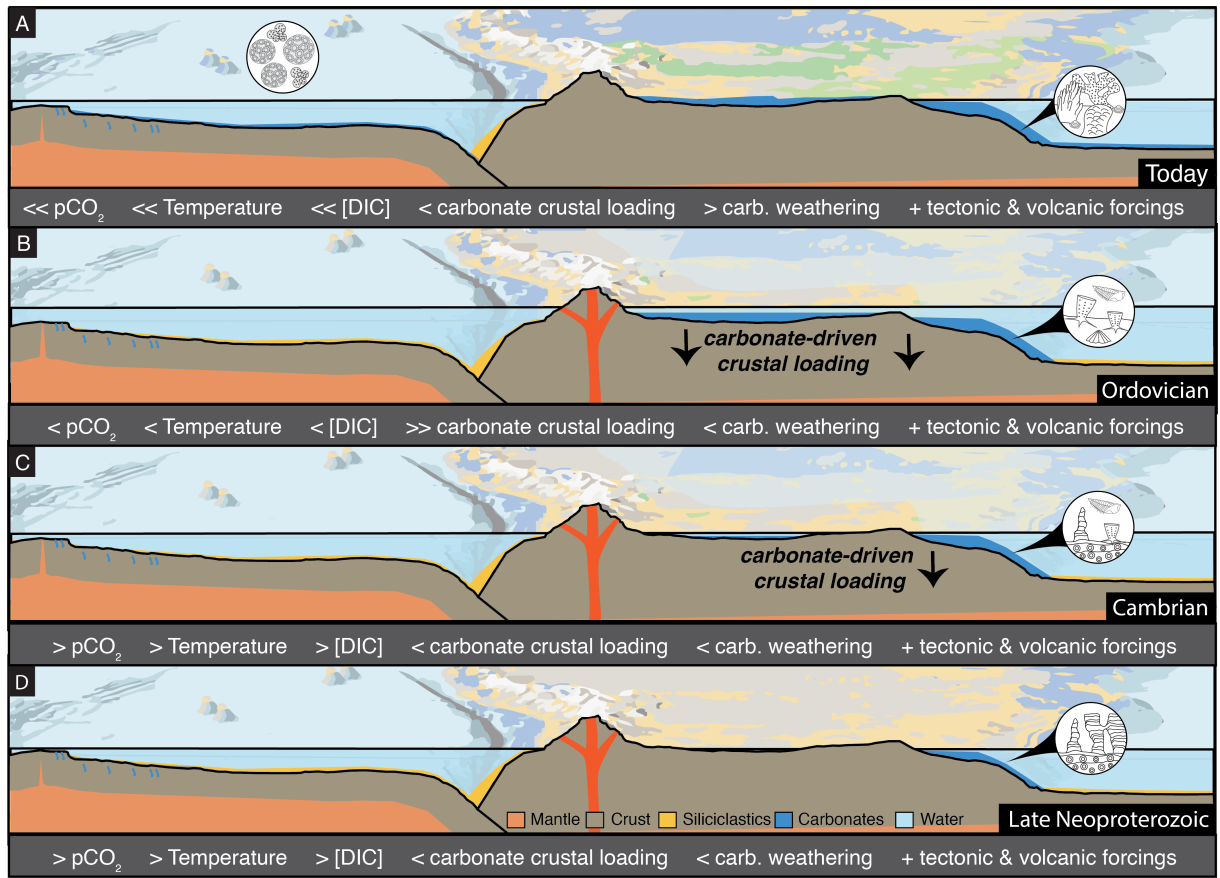 A
Today
<< pCO₂ << Temperature << [DIC] < carbonate crustal loading > carb. weathering + tectonic & volcanic forcings
B
carbonate-driven
crustal loading
Ordovician
< pCO₂ < Temperature < [DIC] >> carbonate crustal loading < carb. weathering + tectonic & volcanic forcings
C
carbonate-driven
crustal loading
Cambrian
> pCO₂ > Temperature > [DIC] < carbonate crustal loading < carb. weathering + tectonic & volcanic forcings
D
Mantle Crust Siliciclastics Carbonates Water
Late Neoproterozoic
> pCO₂ > Temperature > [DIC] < carbonate crustal loading < carb. weathering + tectonic & volcanic forcings